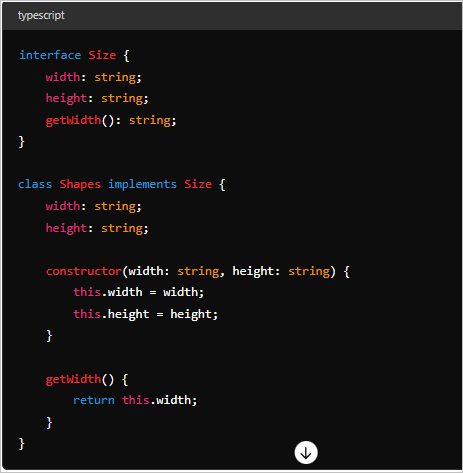 typescript
interface Size {
    width: string;
    height: string;
    getWidth(): string;
}
class Shapes implements Size {
    width: string;
    height: string;
    constructor(width: string, height: string) {
        this.width = width;
        this.height = height;
    }
    getWidth() {
        return this.width;
    }
}